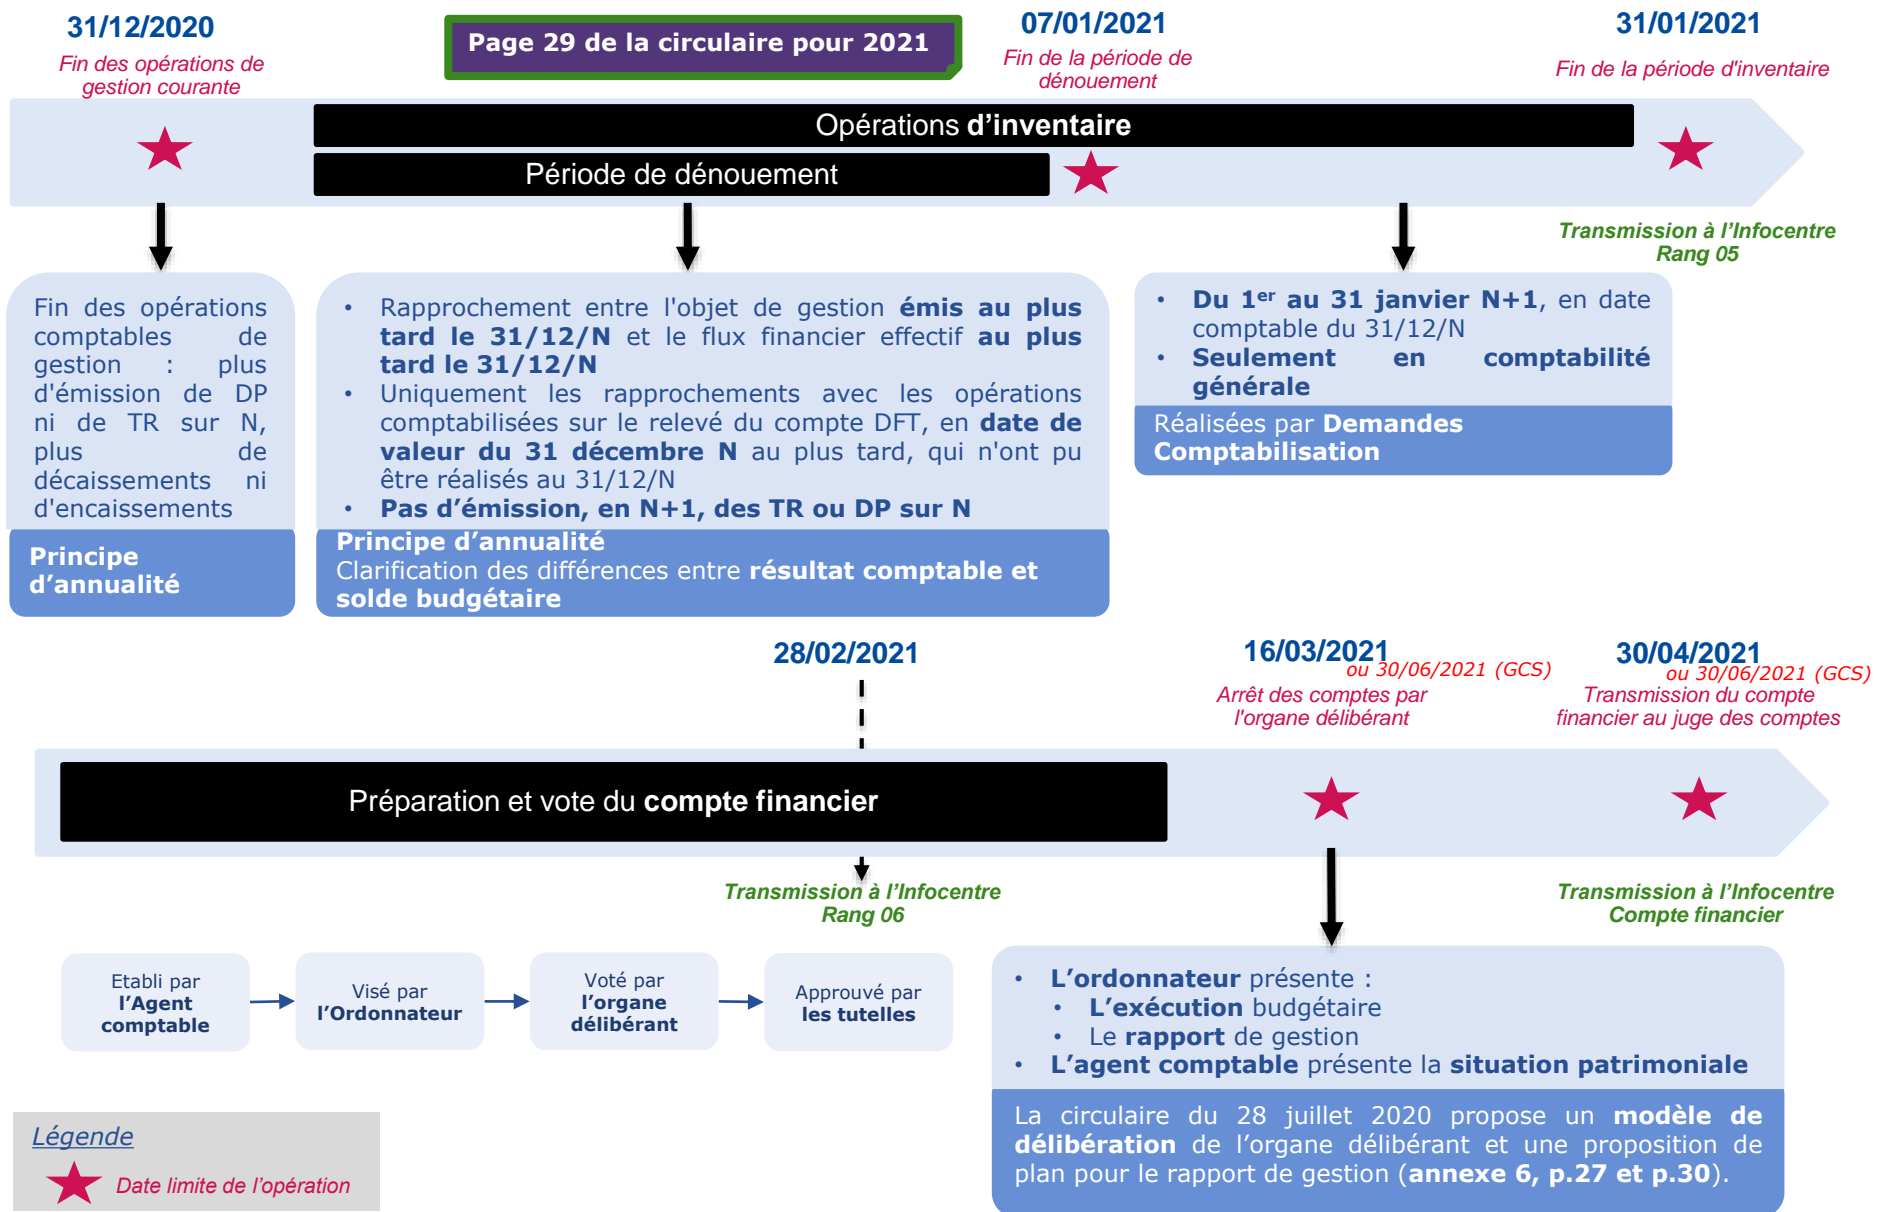 31/12/2020
Fin des opérations de
gestion courante
Page 29 de la circulaire pour 2021
07/01/2021
Fin de la période de
dénouement
31/01/2021
Fin de la période d'inventaire
Opérations d’inventaire
Période de dénouement
Transmission à l’Infocentre
Rang 05
Fin des opérations
comptables de
gestion : plus
d'émission de DP
ni de TR sur N,
plus de
décaissements ni
d'encaissements
Principe
d’annualité
• Rapprochement entre l'objet de gestion émis au plus
tard le 31/12/N et le flux financier effectif au plus
tard le 31/12/N
• Uniquement les rapprochements avec les opérations
comptabilisées sur le relevé du compte DFT, en date de
valeur du 31 décembre N au plus tard, qui n'ont pu
être réalisés au 31/12/N
• Pas d’émission, en N+1, des TR ou DP sur N
Principe d’annualité
Clarification des différences entre résultat comptable et
solde budgétaire
• Du 1er au 31 janvier N+1, en date
comptable du 31/12/N
• Seulement en comptabilité
générale
Réalisées par Demandes
Comptabilisation
28/02/2021
16/03/2021
ou 30/06/2021 (GCS)
Arrêt des comptes par
l'organe délibérant
30/04/2021
ou 30/06/2021 (GCS)
Transmission du compte
financier au juge des comptes
Préparation et vote du compte financier
Transmission à l’Infocentre
Rang 06
Transmission à l’Infocentre
Compte financier
Etabli par
l’Agent
comptable
Visé par
l’Ordonnateur
Voté par
l’organe
délibérant
Approuvé par
les tutelles
• L’ordonnateur présente :
• L’exécution budgétaire
• Le rapport de gestion
• L’agent comptable présente la situation patrimoniale
La circulaire du 28 juillet 2020 propose un modèle de
délibération de l’organe délibérant et une proposition de
plan pour le rapport de gestion (annexe 6, p.27 et p.30).
Légende
Date limite de l’opération